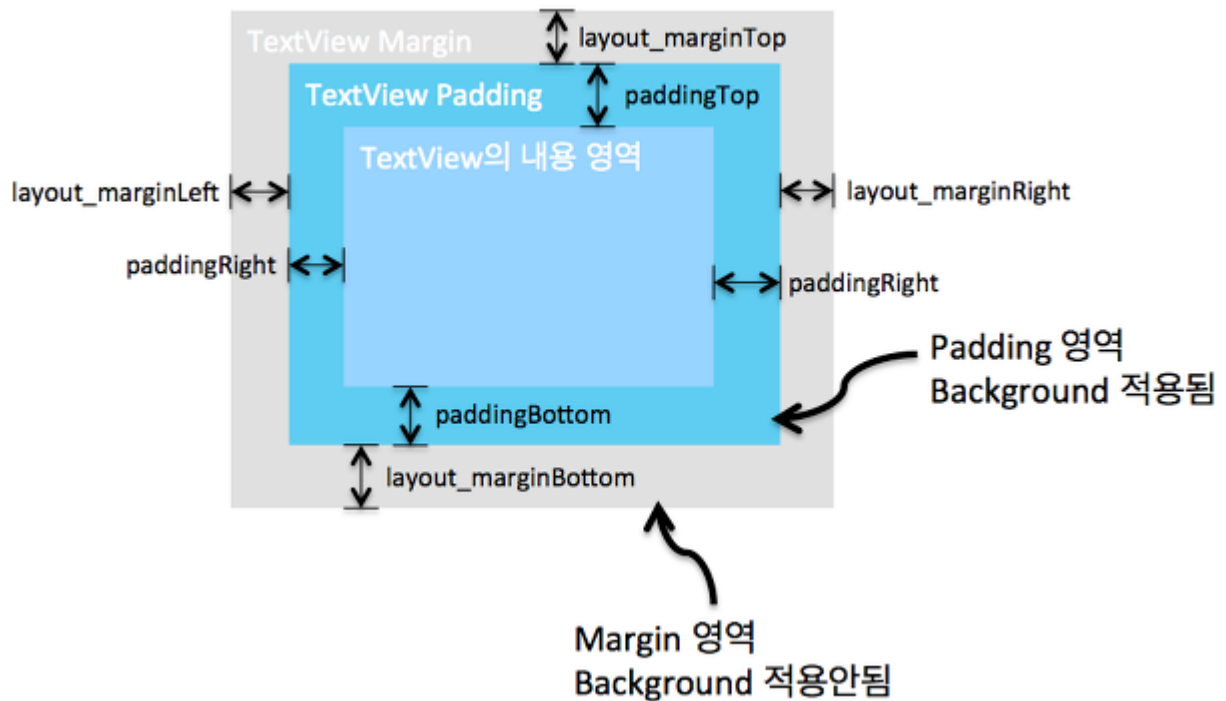 TextView Margin
layout_marginTop
TextView Padding
paddingTop
TextView의 내용 영역
layout_marginLeft
layout_marginRight
paddingRight
paddingRight
Padding 영역
Background 적용됨
paddingBottom
layout_marginBottom
Margin 영역
Background 적용안됨